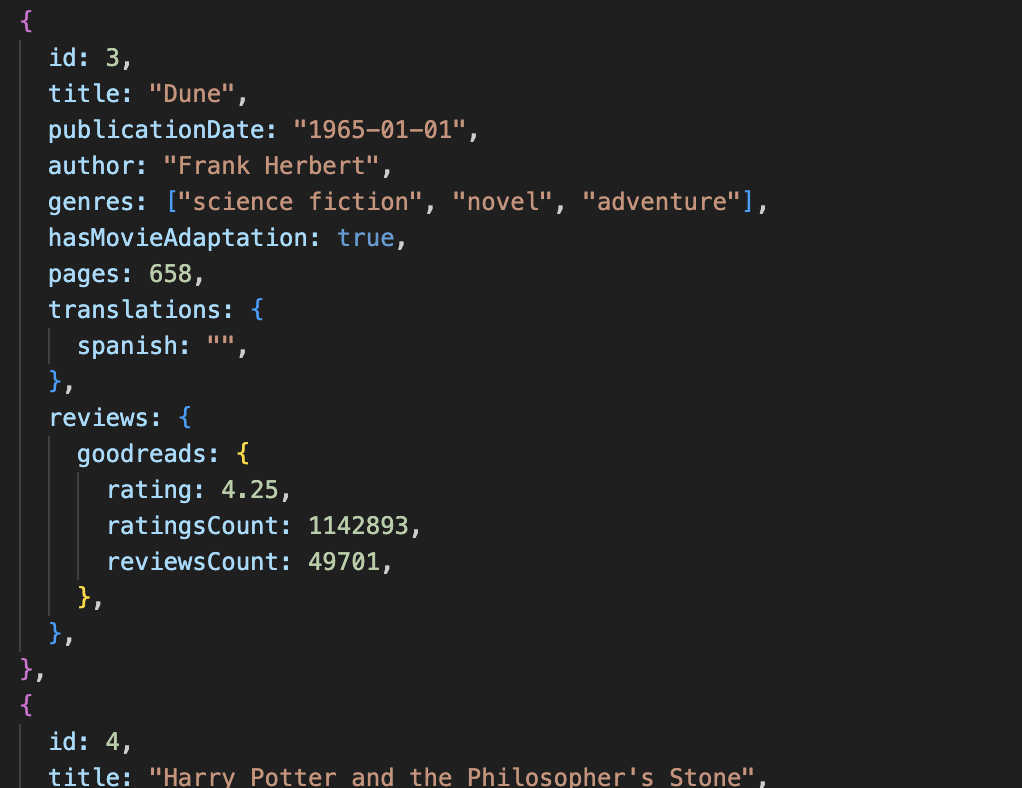 {
id: 3,
title: "Dune",
publicationDate: "1965-01-01",
author: "Frank Herbert",
genres: ["science fiction", "novel", "adventure"],
hasMovieAdaptation: true,
pages: 658,
translations: {
spanish: "",
},
reviews: {
goodreads: {
rating: 4.25,
ratingsCount: 1142893,
reviewsCount: 49701,
},
},
},
{
id: 4,
title: "Harry Potter and the Philosopher's Stone",